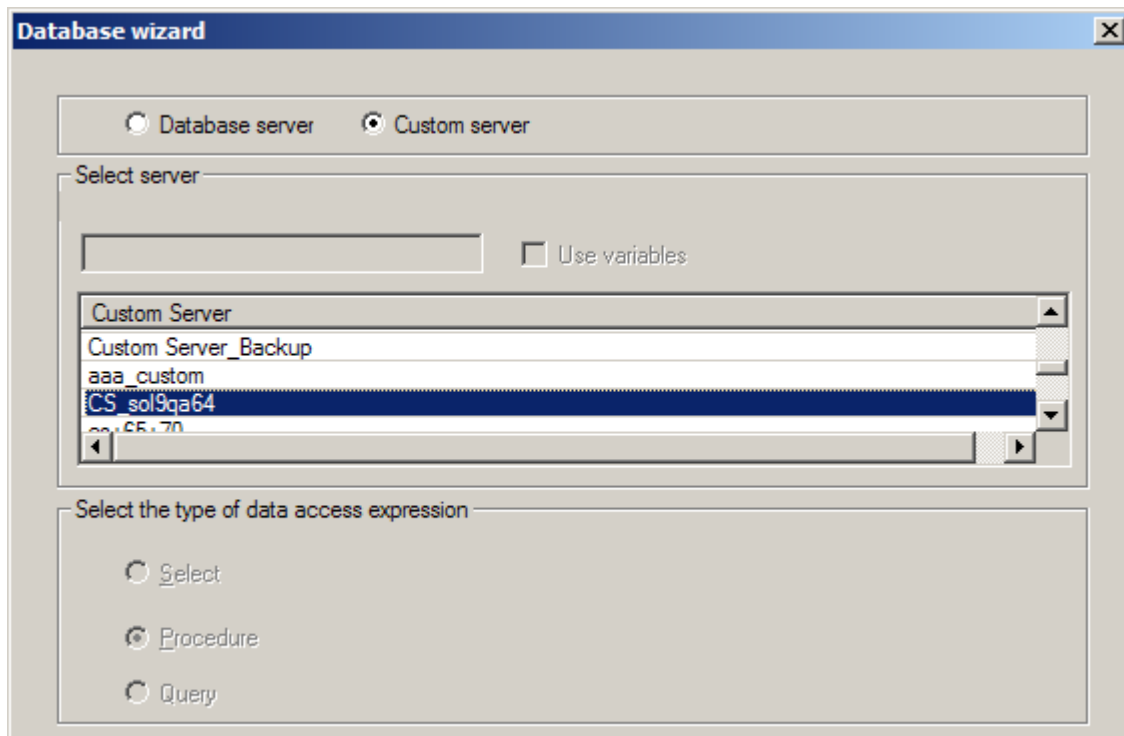 Database wizard
Database server Custom server
Select server
Use variables
Custom Server
Custom Server_Backup
aaa_custom
CS_sol9qa64
Select the type of data access expression
Select
Procedure
Query